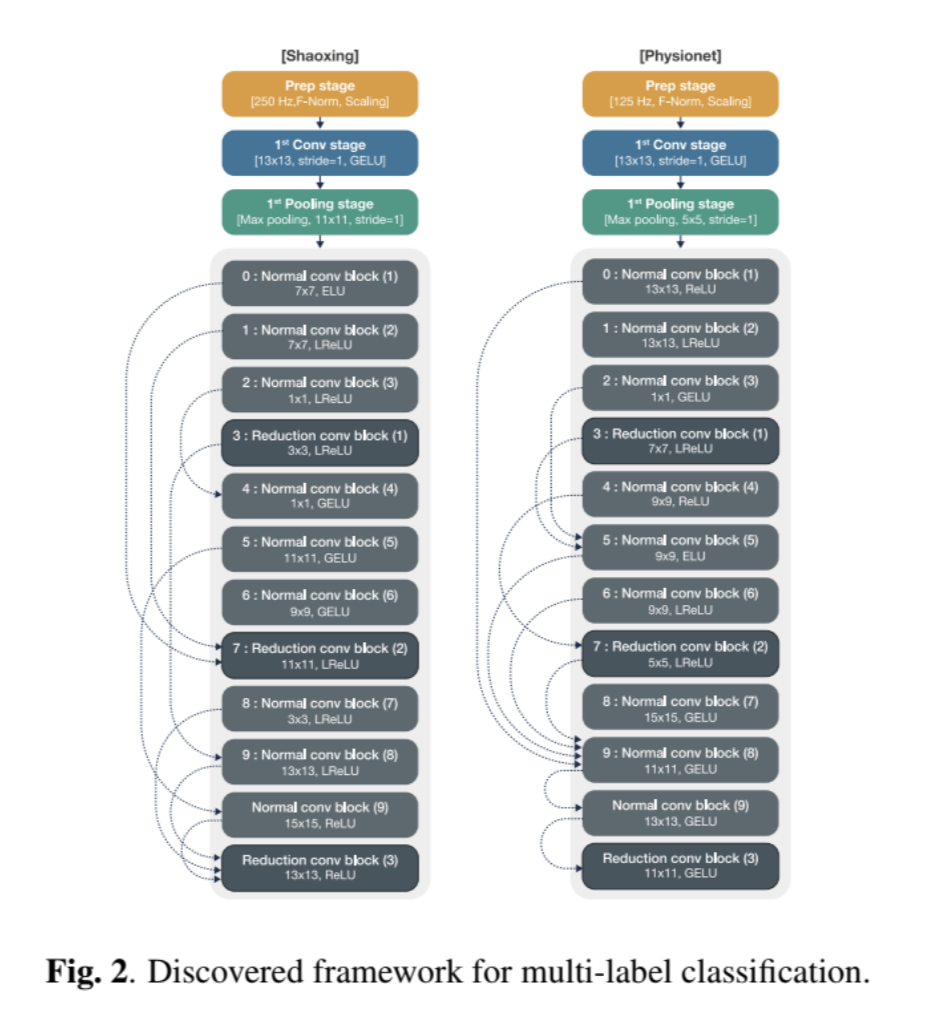 [Shaoxing]
Prep stage
[250 Hz,F-Norm, Scaling]
1st Conv stage
[13x13, stride=1, GELU]
1st Pooling stage
[Max pooling, 11x11, stride=1]
0 : Normal conv block (1)
7x7, ELU
1 : Normal conv block (2)
7x7, LReLU
2 : Normal conv block (3)
1x1, LReLU
3 : Reduction conv block (1)
3x3, LReLU
4 : Normal conv block (4)
1x1, GELU
5 : Normal conv block (5)
11x11, GELU
6 : Normal conv block (6)
9x9, GELU
7 : Reduction conv block (2)
11x11, LReLU
8 : Normal conv block (7)
3x3, LReLU
9 : Normal conv block (8)
13x13, LReLU
Normal conv block (9)
15x15, ReLU
Reduction conv block (3)
13x13, ReLU
[Physionet]
Prep stage
[125 Hz, F-Norm, Scaling]
1st Conv stage
[13x13, stride=1, GELU]
1st Pooling stage
[Max pooling, 5x5, stride=1]
0 : Normal conv block (1)
13x13, ReLU
1 : Normal conv block (2)
13x13, LReLU
2 : Normal conv block (3)
1x1, GELU
3 : Reduction conv block (1)
7x7, LReLU
4 : Normal conv block (4)
9x9, ReLU
5 : Normal conv block (5)
9x9, ELU
6 : Normal conv block (6)
9x9, LReLU
7 : Reduction conv block (2)
5x5, LReLU
8 : Normal conv block (7)
15x15, GELU
9 : Normal conv block (8)
11x11, GELU
Normal conv block (9)
13x13, GELU
Reduction conv block (3)
11x11, GELU
Fig. 2. Discovered framework for multi-label classification.